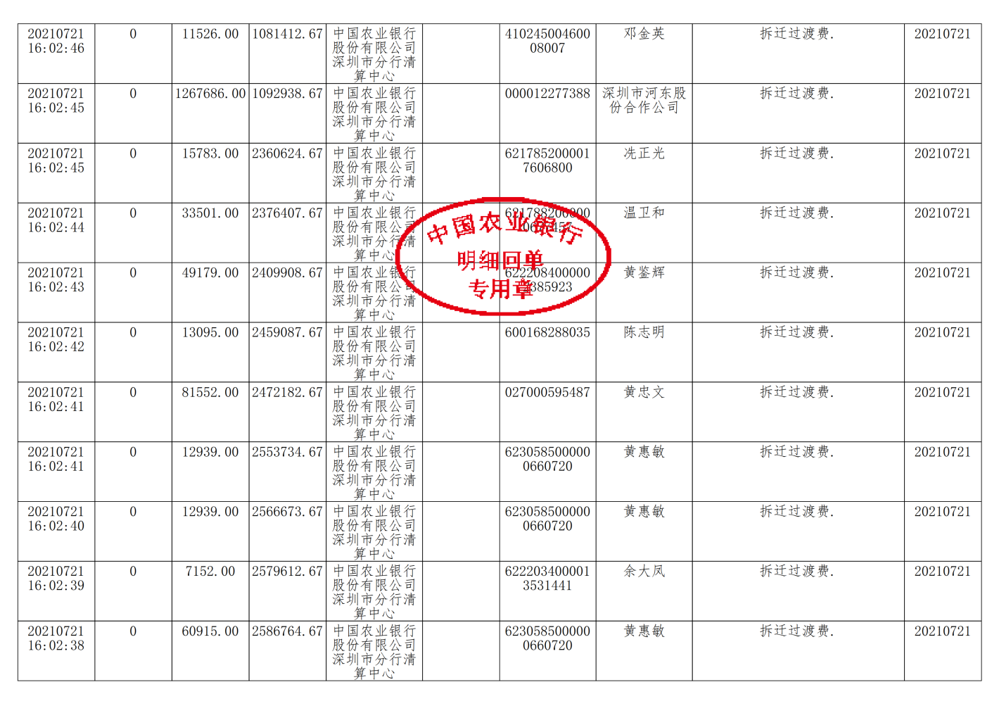 20210721 0 11526.00 1081412.67 中国农业银行 410245004600 邓金英 拆迁过渡费. 20210721
16:02:46 股份有限公司 08007
深圳市分行清
算中心
20210721 0 1267686.00 1092938.67 中国农业银行 000012277388 深圳市河东股 拆迁过渡费. 20210721
16:02:45 股份有限公司 份合作公司
深圳市分行清
算中心
20210721 0 15783.00 2360624.67 中国农业银行 621785200001 冼正光 拆迁过渡费. 20210721
16:02:45 股份有限公司 7606800
深圳市分行清
算中心
20210721 0 33501.00 2376407.67 中国农业银行 温卫和 拆迁过渡费. 20210721
16:02:44 股份有限公司
深圳市分行清
算中心
中国农业银行
明细回单
专用章
20210721 0 49179.00 2409908.67 中国农业银行 622208400000 黄鉴辉 拆迁过渡费. 20210721
16:02:43 股份有限公司 385923
深圳市分行清
算中心
20210721 0 13095.00 2459087.67 中国农业银行 600168288035 陈志明 拆迁过渡费. 20210721
16:02:42 股份有限公司
深圳市分行清
算中心
20210721 0 81552.00 2472182.67 中国农业银行 027000595487 黄忠文 拆迁过渡费. 20210721
16:02:41 股份有限公司
深圳市分行清
算中心
20210721 0 12939.00 2553734.67 中国农业银行 623058500000 黄惠敏 拆迁过渡费. 20210721
16:02:41 股份有限公司 0660720
深圳市分行清
算中心
20210721 0 12939.00 2566673.67 中国农业银行 623058500000 黄惠敏 拆迁过渡费. 20210721
16:02:40 股份有限公司 0660720
深圳市分行清
算中心
20210721 0 7152.00 2579612.67 中国农业银行 622203400001 余大凤 拆迁过渡费. 20210721
16:02:39 股份有限公司 3531441
深圳市分行清
算中心
20210721 0 60915.00 2586764.67 中国农业银行 623058500000 黄惠敏 拆迁过渡费. 20210721
16:02:38 股份有限公司 0660720
深圳市分行清
算中心